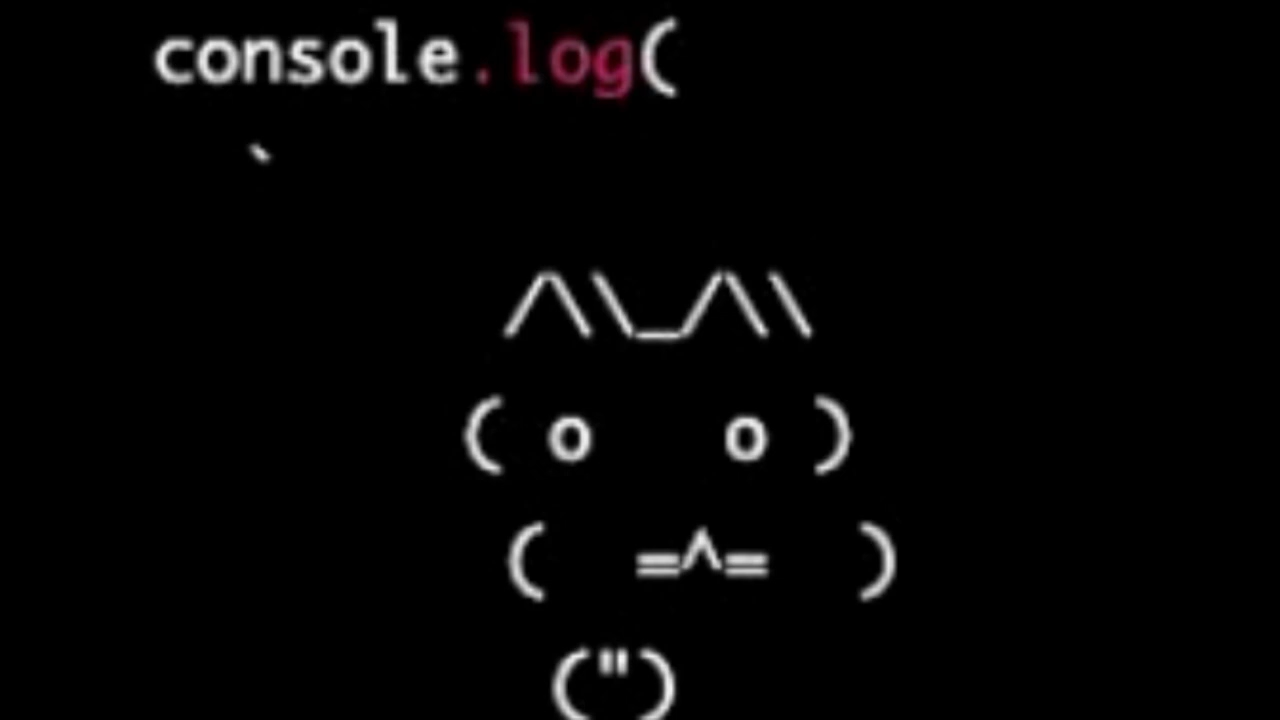 console.log(
  `
        /\\_/\\
       ( o   o )
        (  =^=  )
         (")